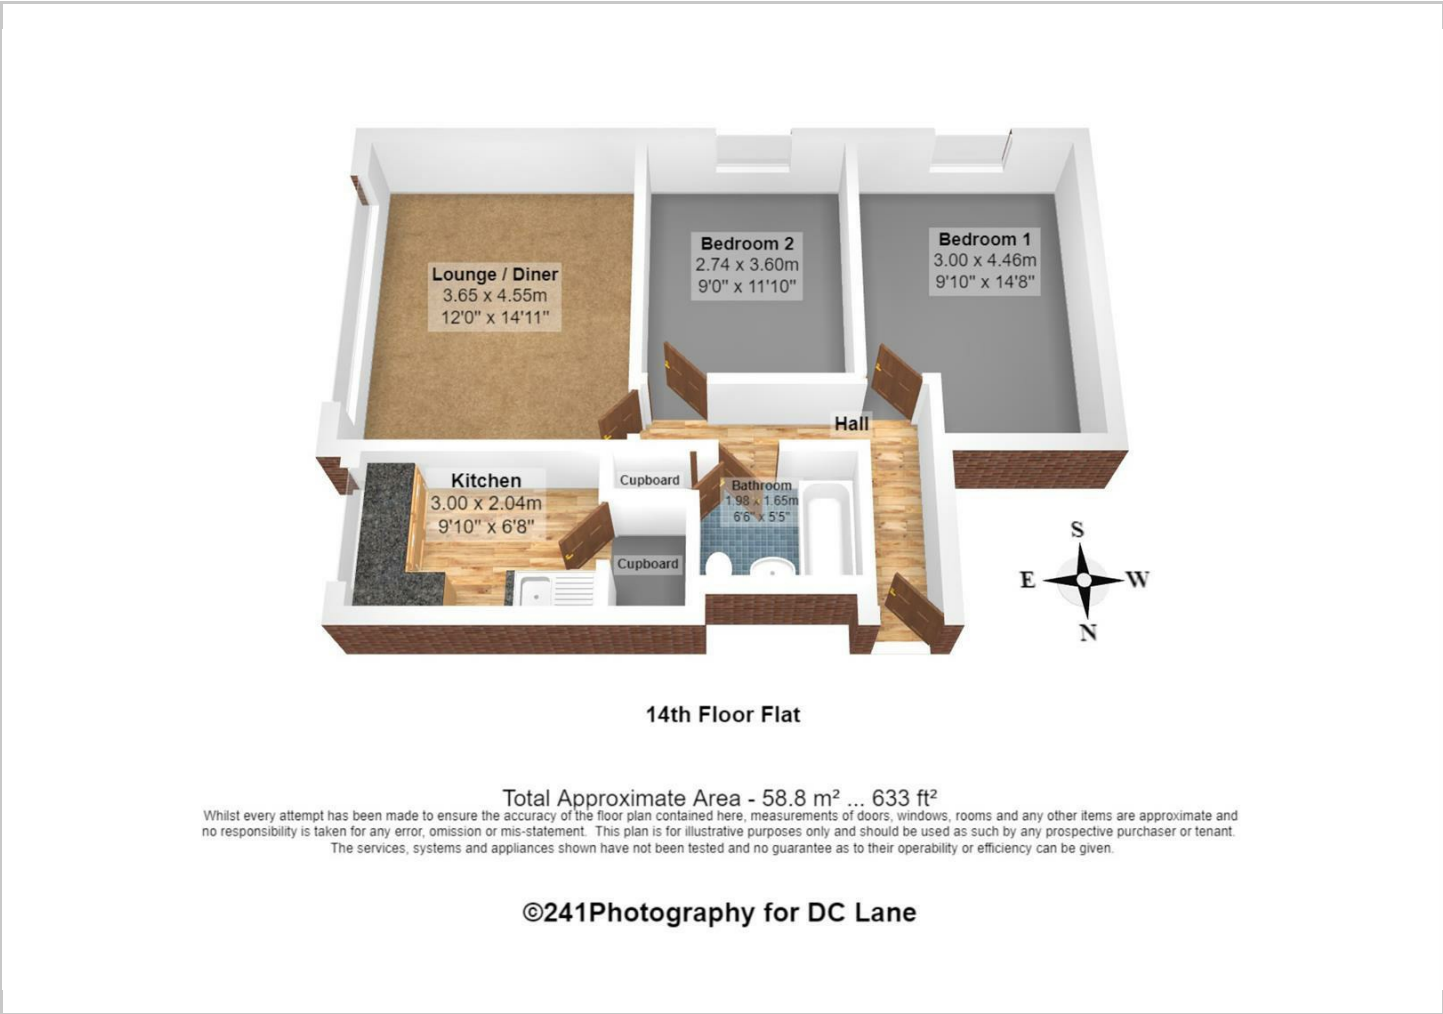 Lounge / Diner
3.65 x 4.55m
12'0" x 14'11"
Bedroom 2
2.74 x 3.60m
9'0" x 11'10"
Bedroom 1
3.00 x 4.46m
9'10" x 14'8"
Hall
Kitchen
3.00 x 2.04m
9'10" x 6'8"
Cupboard
Bathroom
1.98 x 1.65m
6'6" x 5'5"
Cupboard
S
E W
N
14th Floor Flat
Total Approximate Area - 58.8 m² ... 633 ft²
Whilst every attempt has been made to ensure the accuracy of the floor plan contained here, measurements of doors, windows, rooms and any other items are approximate and
no responsibility is taken for any error, omission or mis-statement. This plan is for illustrative purposes only and should be used as such by any prospective purchaser or tenant.
The services, systems and appliances shown have not been tested and no guarantee as to their operability or efficiency can be given.
©241Photography for DC Lane